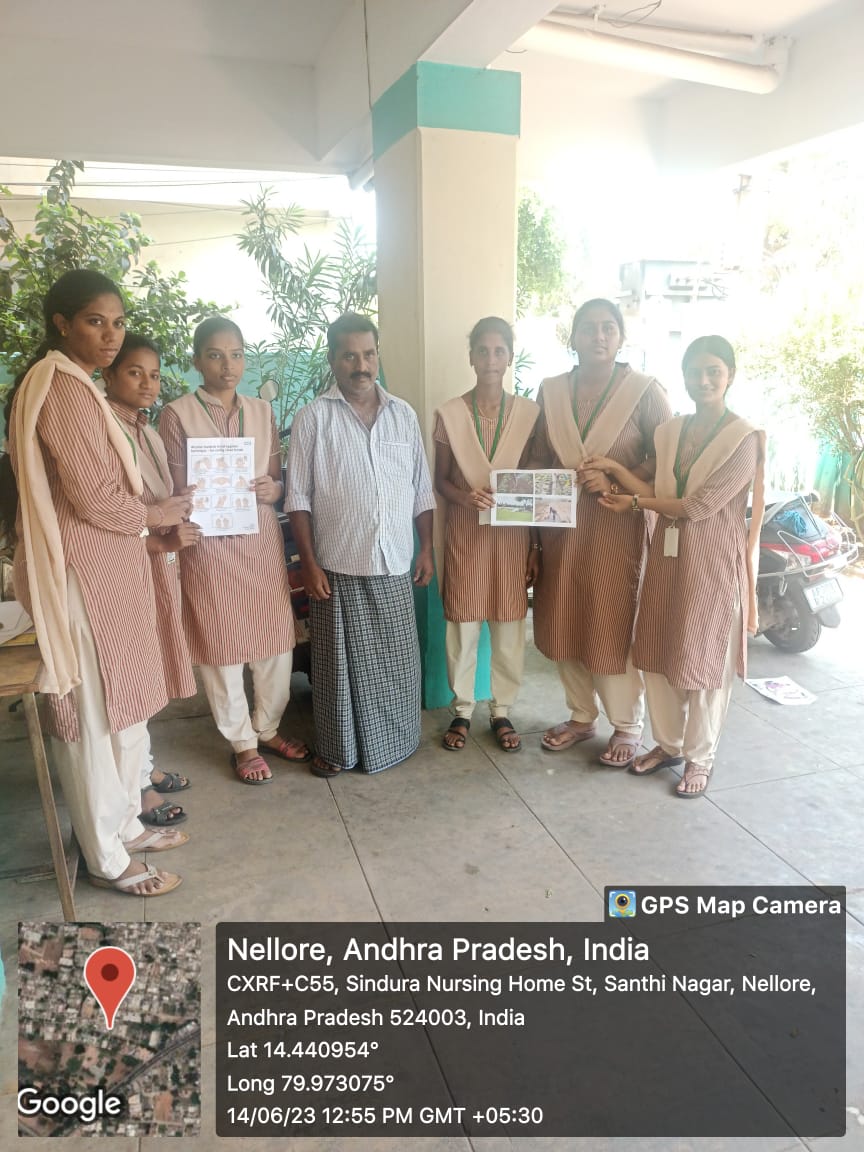 GPS Map Camera
Nellore, Andhra Pradesh, India
CXRF+C55, Sindura Nursing Home St, Santhi Nagar, Nellore,
Andhra Pradesh 524003, India
Lat 14.440954°
Long 79.973075°
14/06/23 12:55 PM GMT +05:30
Google